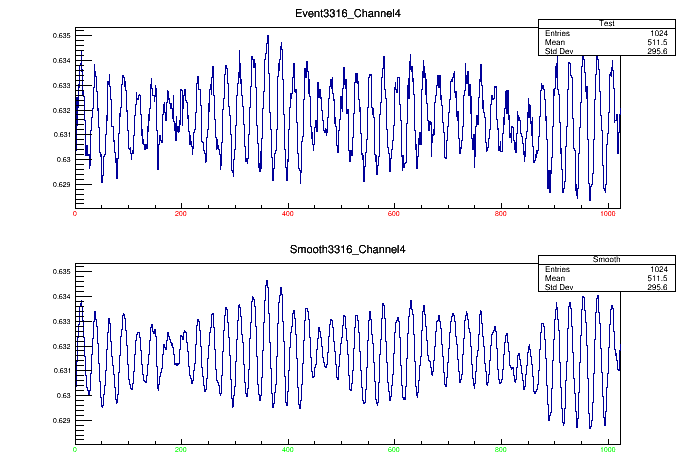 Event3316_Channel4
Test
Entries 1024
Mean 511.5
Std Dev 295.6
0.635
0.634
0.633
0.632
0.631
0.63
0.629
0 200 400 600 800 1000
Smooth3316_Channel4
Smooth
Entries 1024
Mean 511.5
Std Dev 295.6
0.635
0.634
0.633
0.632
0.631
0.63
0.629
0 200 400 600 800 1000